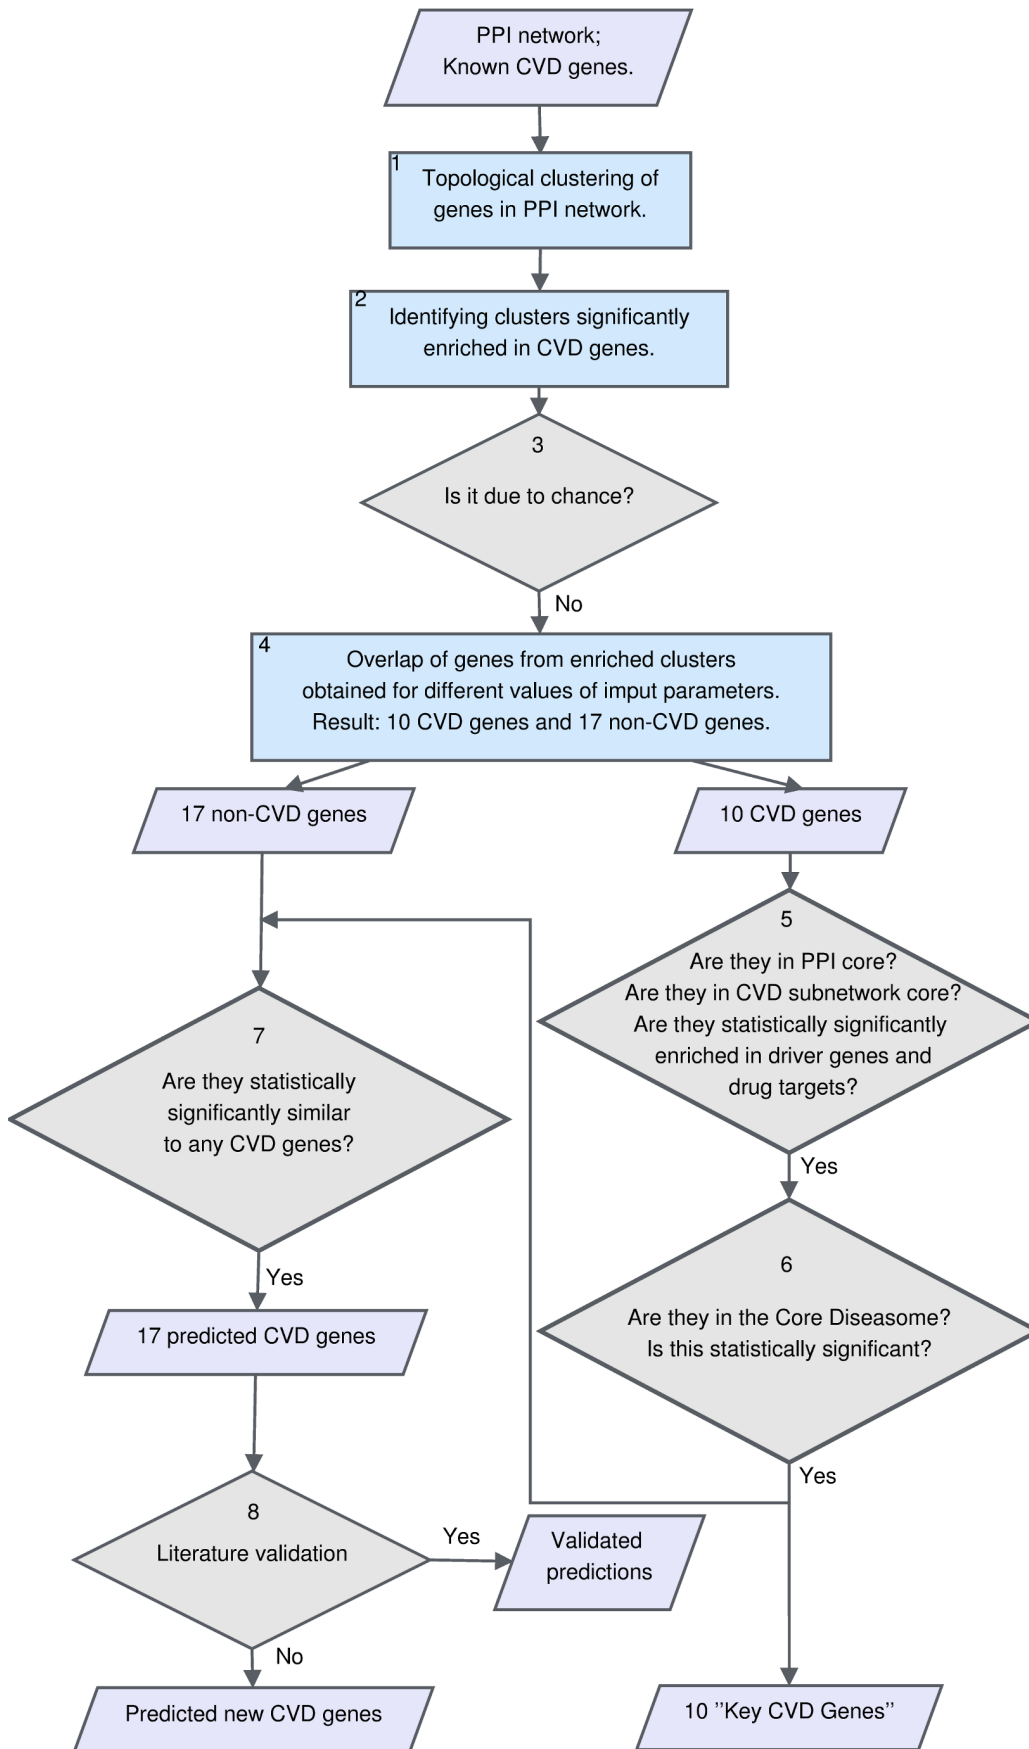 PPI network;
Known CVD genes.
1
Topological clustering of
genes in PPI network.
2
Identifying clusters significantly
enriched in CVD genes.
3
Is it due to chance?
No
4
Overlap of genes from enriched clusters
obtained for different values of imput parameters.
Result: 10 CVD genes and 17 non-CVD genes.
17 non-CVD genes
10 CVD genes
5
Are they in PPI core?
Are they in CVD subnetwork core?
Are they statistically significantly
enriched in driver genes and
drug targets?
Yes
6
Are they in the Core Diseasome?
Is this statistically significant?
Yes
7
Are they statistically
significantly similar
to any CVD genes?
Yes
17 predicted CVD genes
8
Literature validation
Yes
Validated
predictions
No
Predicted new CVD genes
10 ''Key CVD Genes''